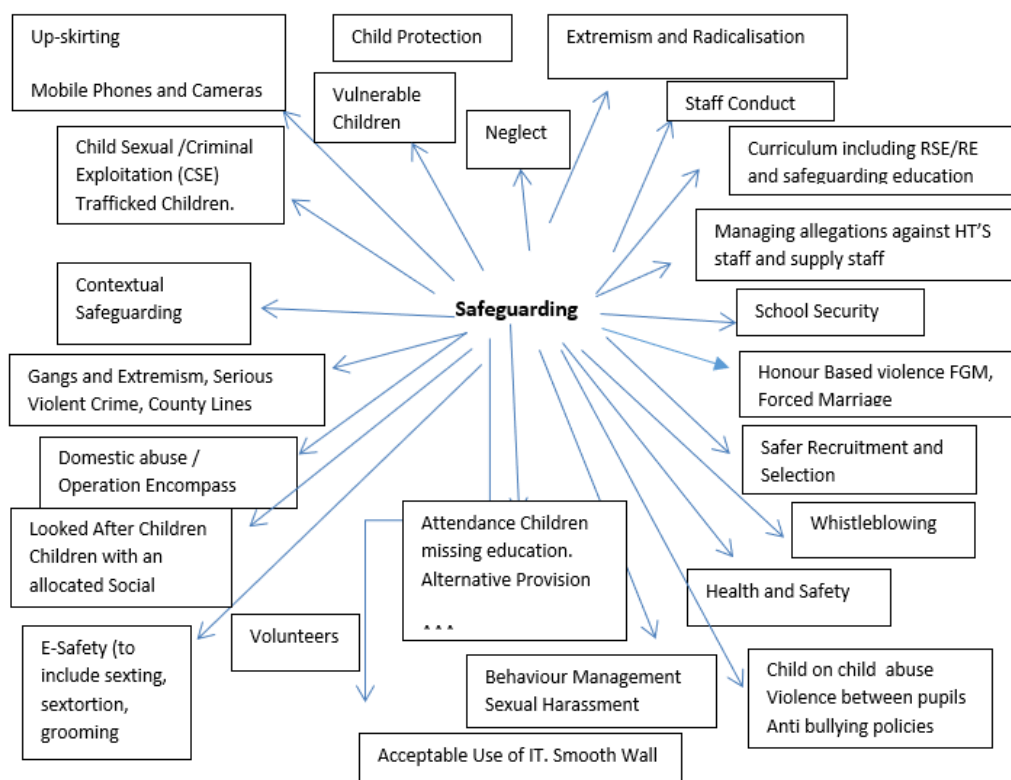 Up-skirting
Mobile Phones and Cameras
Child Protection
Extremism and Radicalisation
Vulnerable
Children
Neglect
Staff Conduct
Child Sexual /Criminal
Exploitation (CSE)
Trafficked Children.
Curriculum including RSE/RE
and safeguarding education
Managing allegations against HT'S
staff and supply staff
Contextual
Safeguarding
Safeguarding
School Security
Gangs and Extremism, Serious
Violent Crime, County Lines
Honour Based violence FGM,
Forced Marriage
Domestic abuse /
Operation Encompass
Safer Recruitment and
Selection
Looked After Children
Children with an
allocated Social
Attendance Children
missing education.
Alternative Provision
Whistleblowing
Health and Safety
E-Safety (to
include sexting,
sextortion,
grooming
Volunteers
Behaviour Management
Sexual Harassment
Child on child abuse
Violence between pupils
Anti bullying policies
Acceptable Use of IT. Smooth Wall